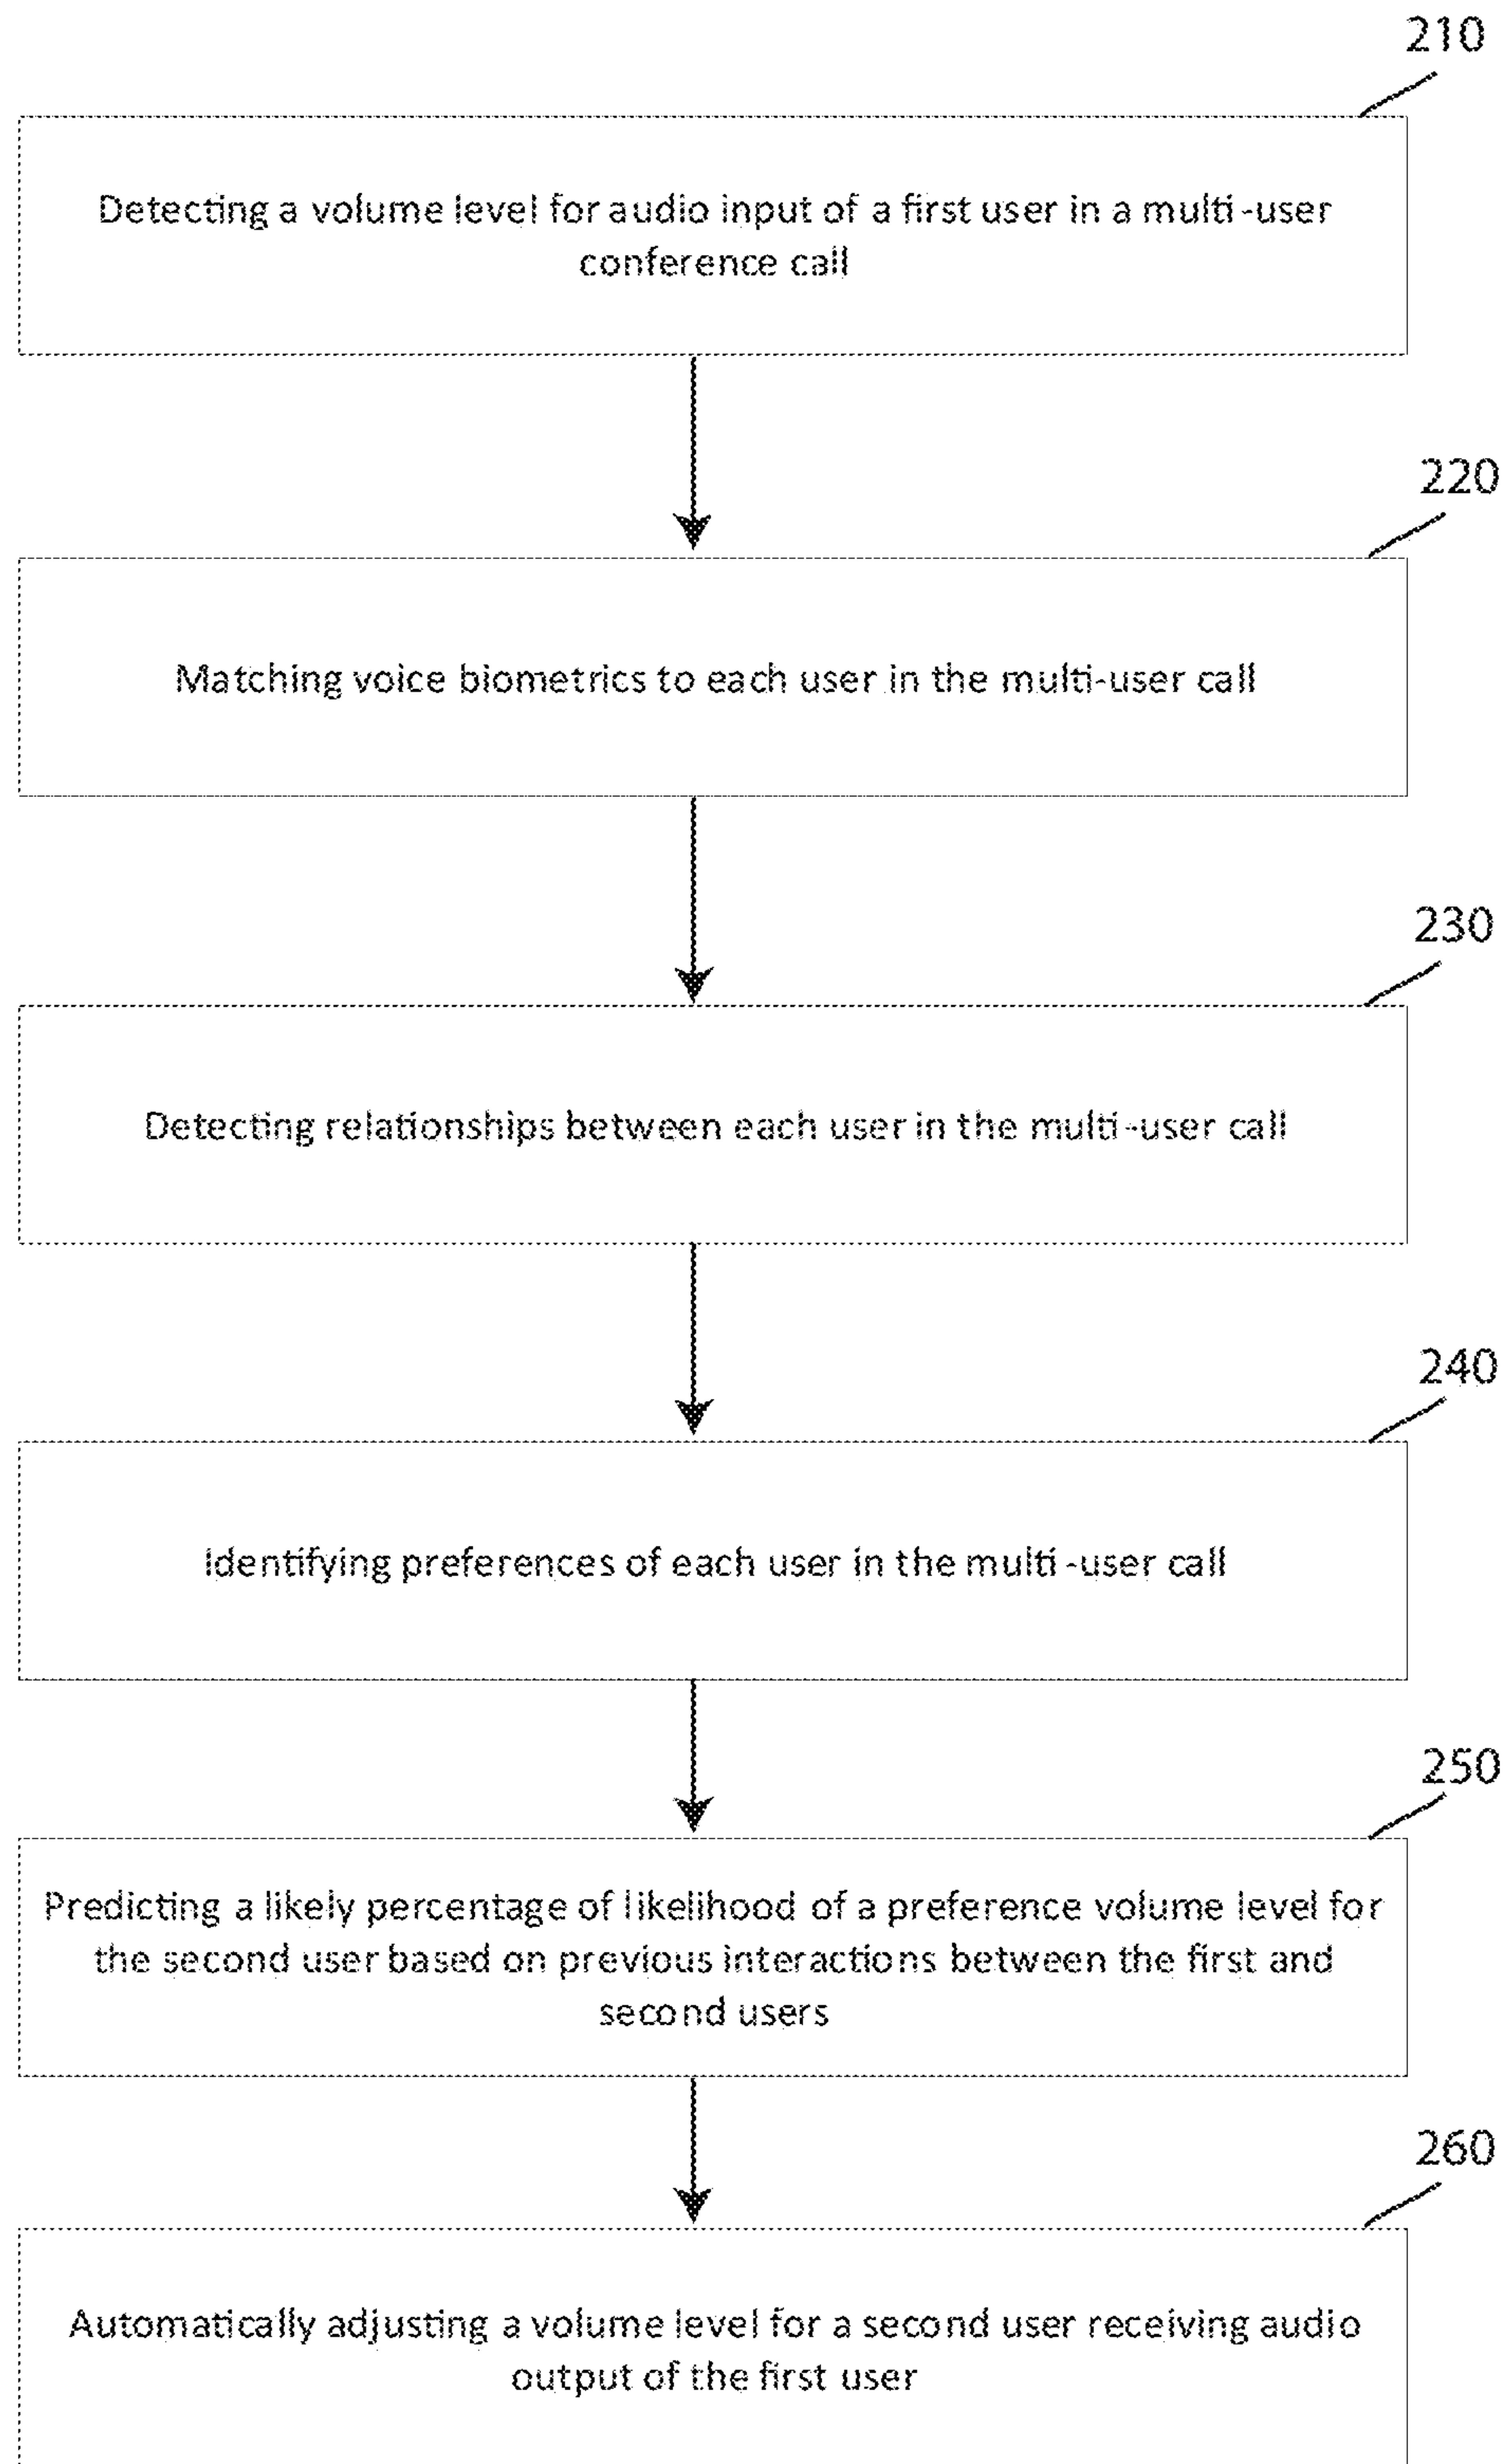 210
Detecting a volume level for audio input of a first user in a multi-user
conference call
220
Matching voice biometrics to each user in the multi-user call
230
Detecting relationships between each user in the multi-user call
240
Identifying preferences of each user in the multi-user call
250
Predicting a likely percentage of likelihood of a preference volume level for
the second user based on previous interactions between the first and
second users
260
Automatically adjusting a volume level for a second user receiving audio
output of the first user